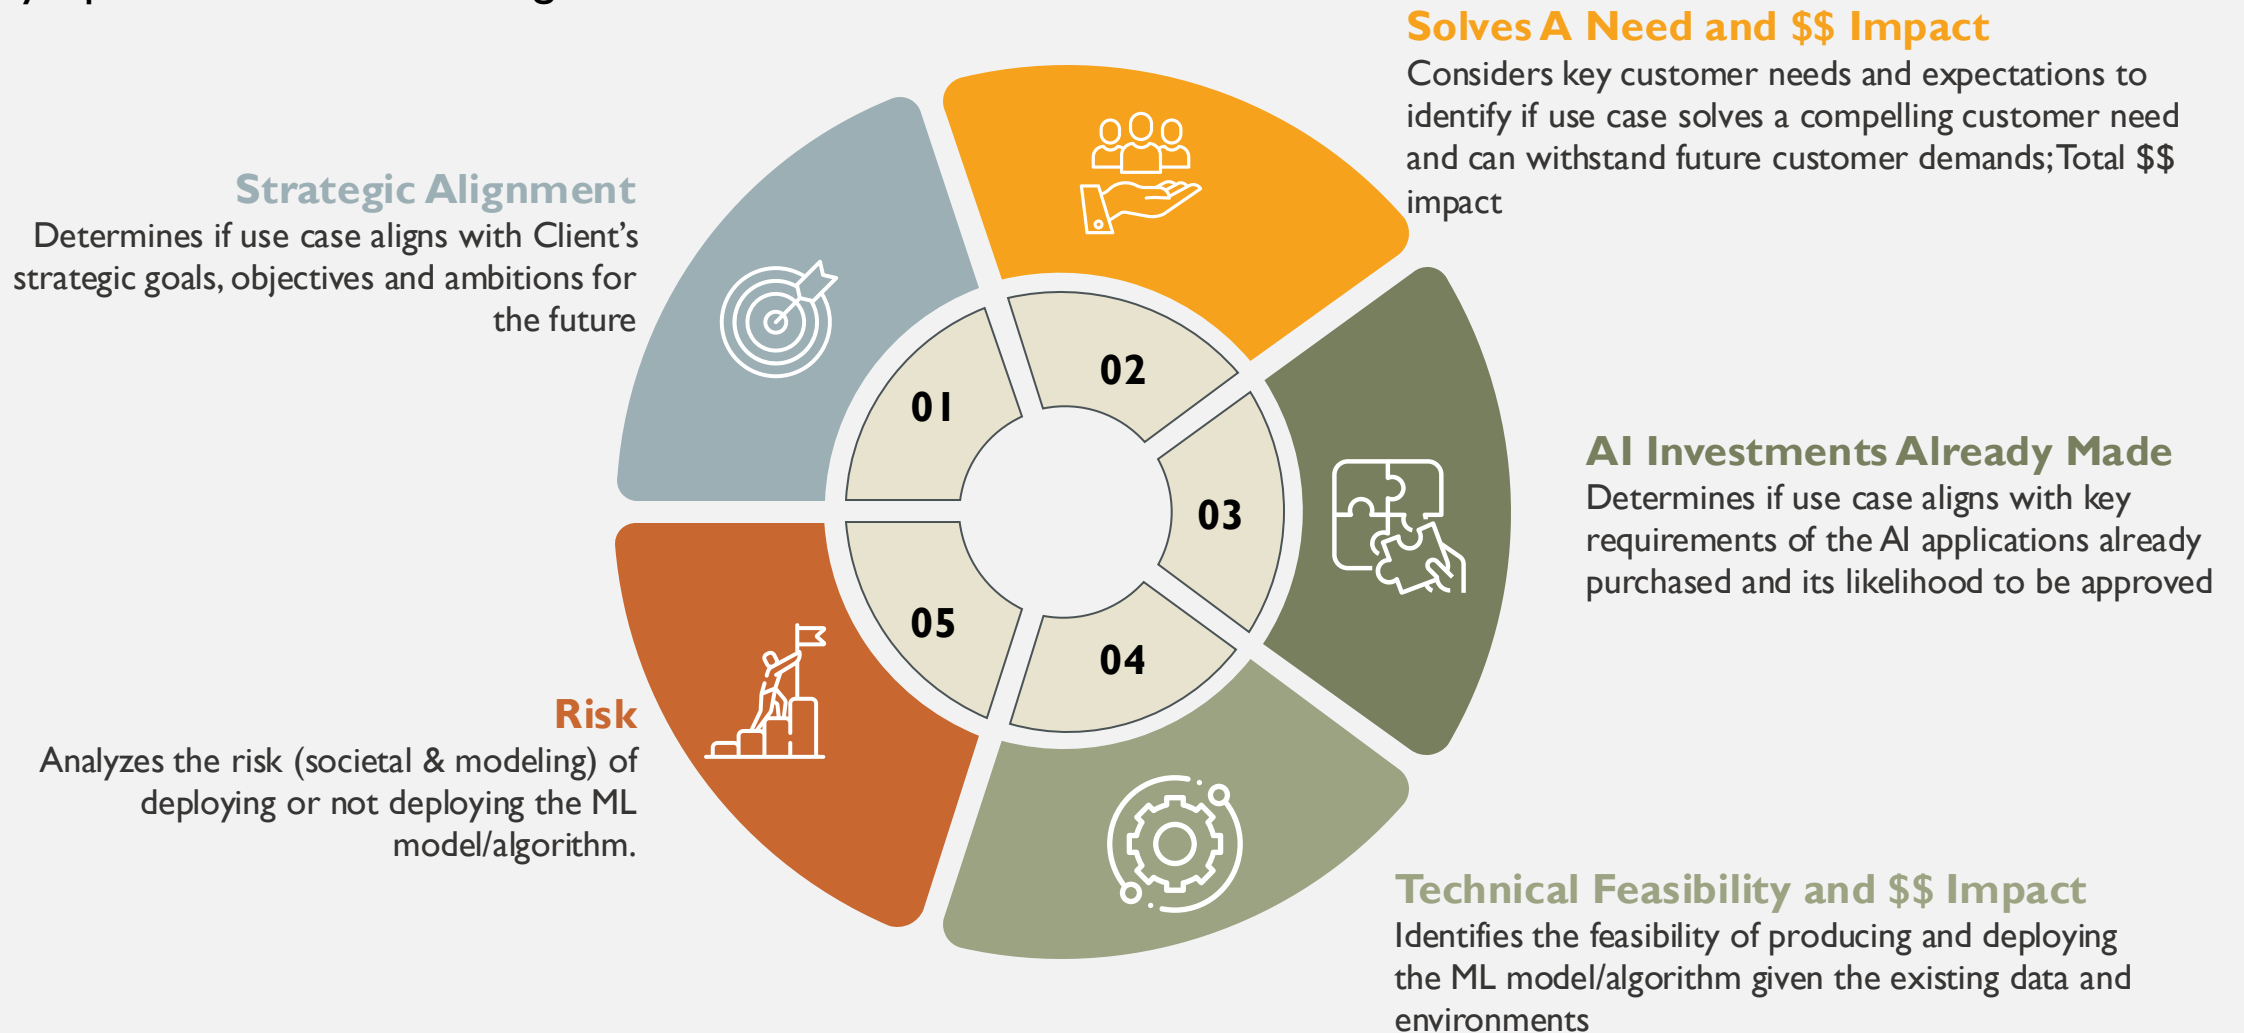 Solves A Need and $$ Impact
Considers key customer needs and expectations to
identify if use case solves a compelling customer need
and can withstand future customer demands; Total $$
impact
Strategic Alignment
Determines if use case aligns with Client’s
strategic goals, objectives and ambitions for
the future
01
02
03
04
05
AI Investments Already Made
Determines if use case aligns with key
requirements of the AI applications already
purchased and its likelihood to be approved
Risk
Analyzes the risk (societal & modeling) of
deploying or not deploying the ML
model/algorithm.
Technical Feasibility and $$ Impact
Identifies the feasibility of producing and deploying
the ML model/algorithm given the existing data and
environments